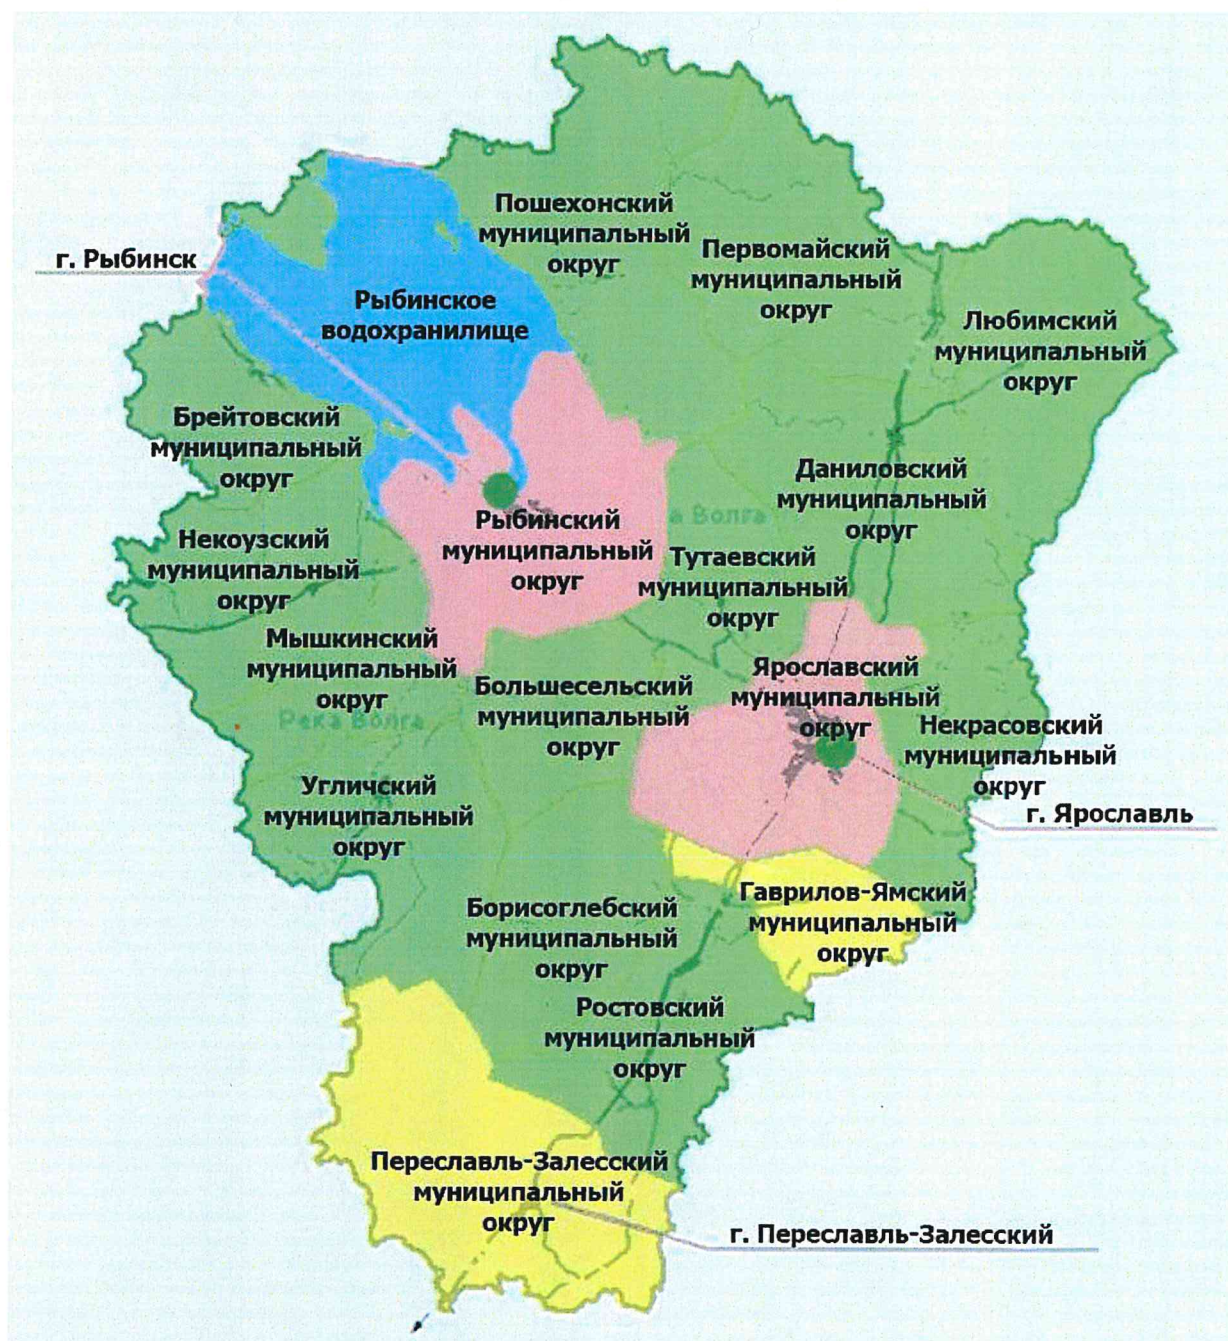 Пошехонский
муниципальный
округ
Первомайский
муниципальный
округ
г. Рыбинск
Рыбинское
водохранилище
Любимский
муниципальный
округ
Брейтовский
муниципальный
округ
Даниловский
муниципальный
округ
Рыбинский
муниципальный
округ
а Волга
Некоузский
муниципальный
округ
Тутаевский
муниципальный
округ
Мышкинский
муниципальный
округ
Ярославский
муниципальный
округ
Большесельский
муниципальный
округ
Река Волга
Некрасовский
муниципальный
округ
Угличский
муниципальный
округ
г. Ярославль
Гаврилов-Ямский
муниципальный
округ
Борисоглебский
муниципальный
округ
Ростовский
муниципальный
округ
Переславль-Залесский
муниципальный
округ
г. Переславль-Залесский